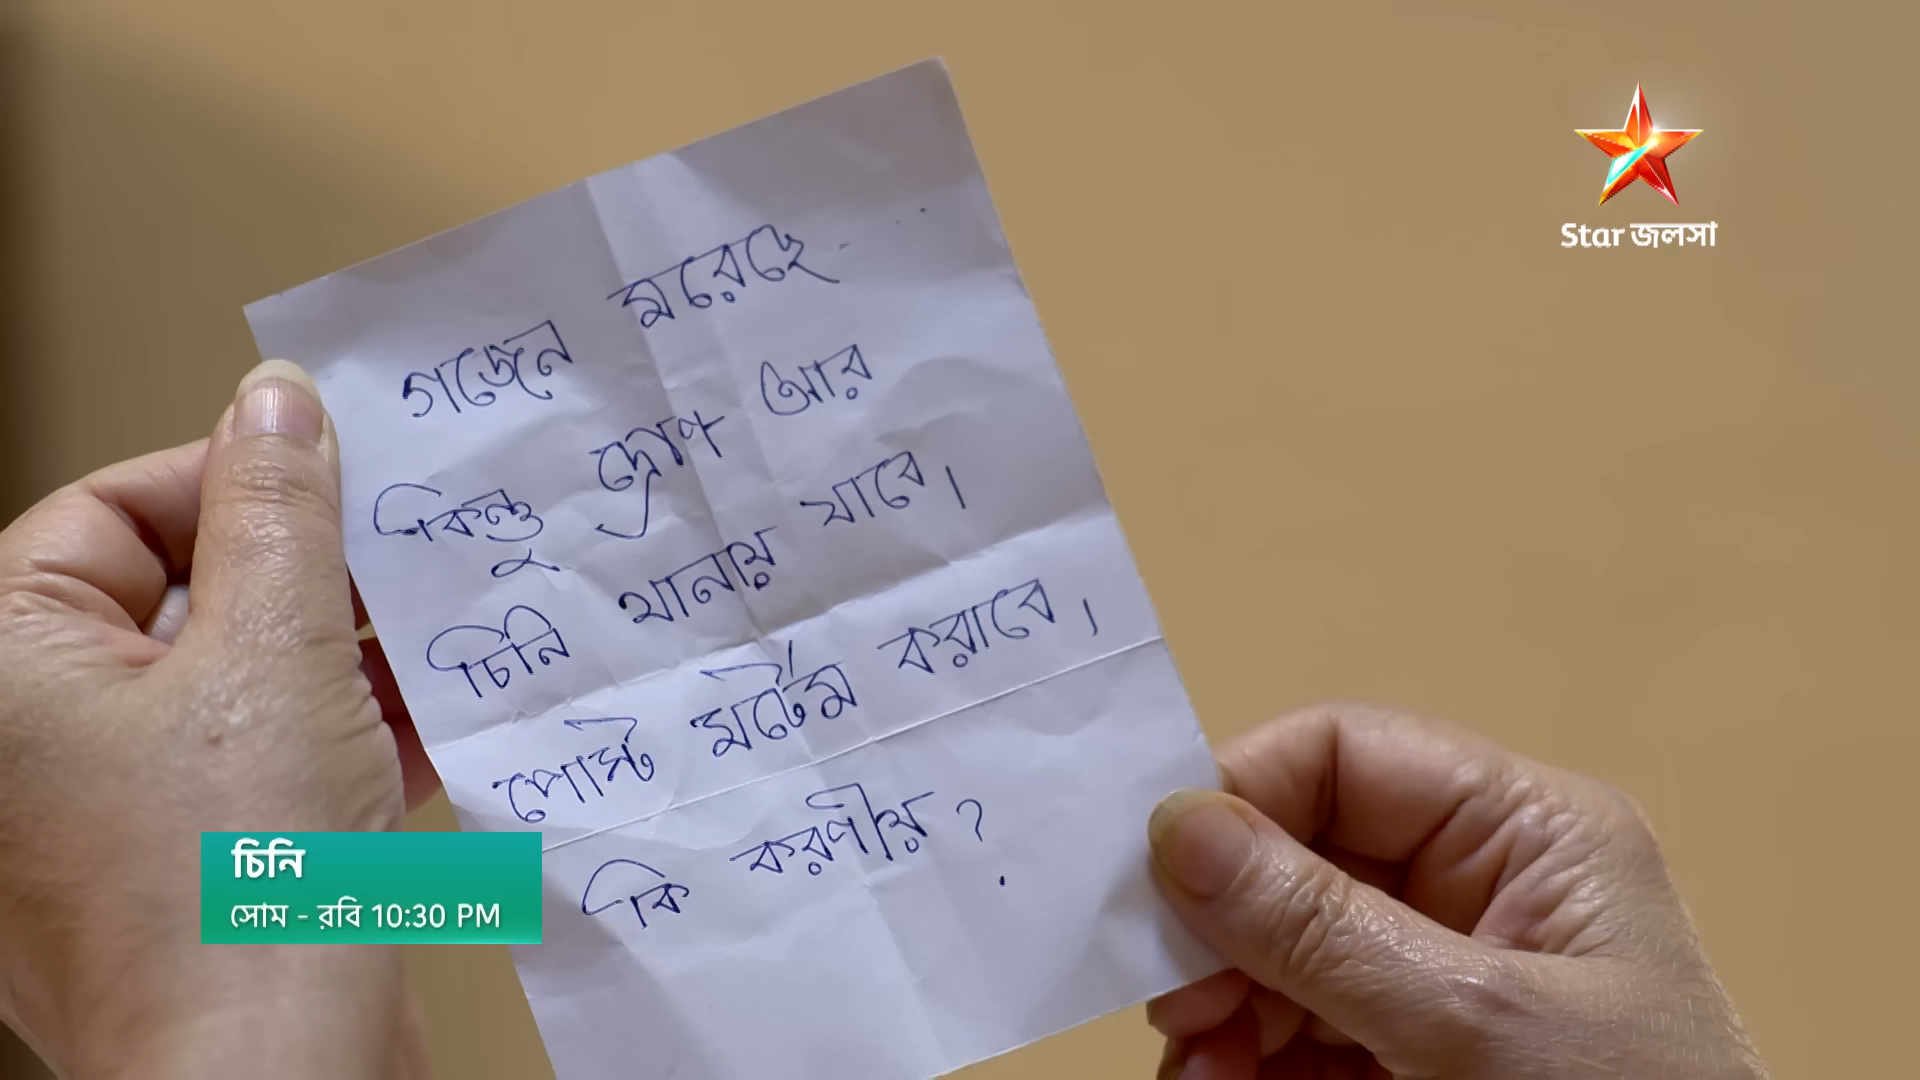 গজেন মরেছে
কিন্তু দ্রোণ আর
চিনি থানায় যাবে।
পোস্ট মর্টেম করাবে।
কি করণীয়?
Star জলসা
চিনি
সোম - রবি 10:30 PM